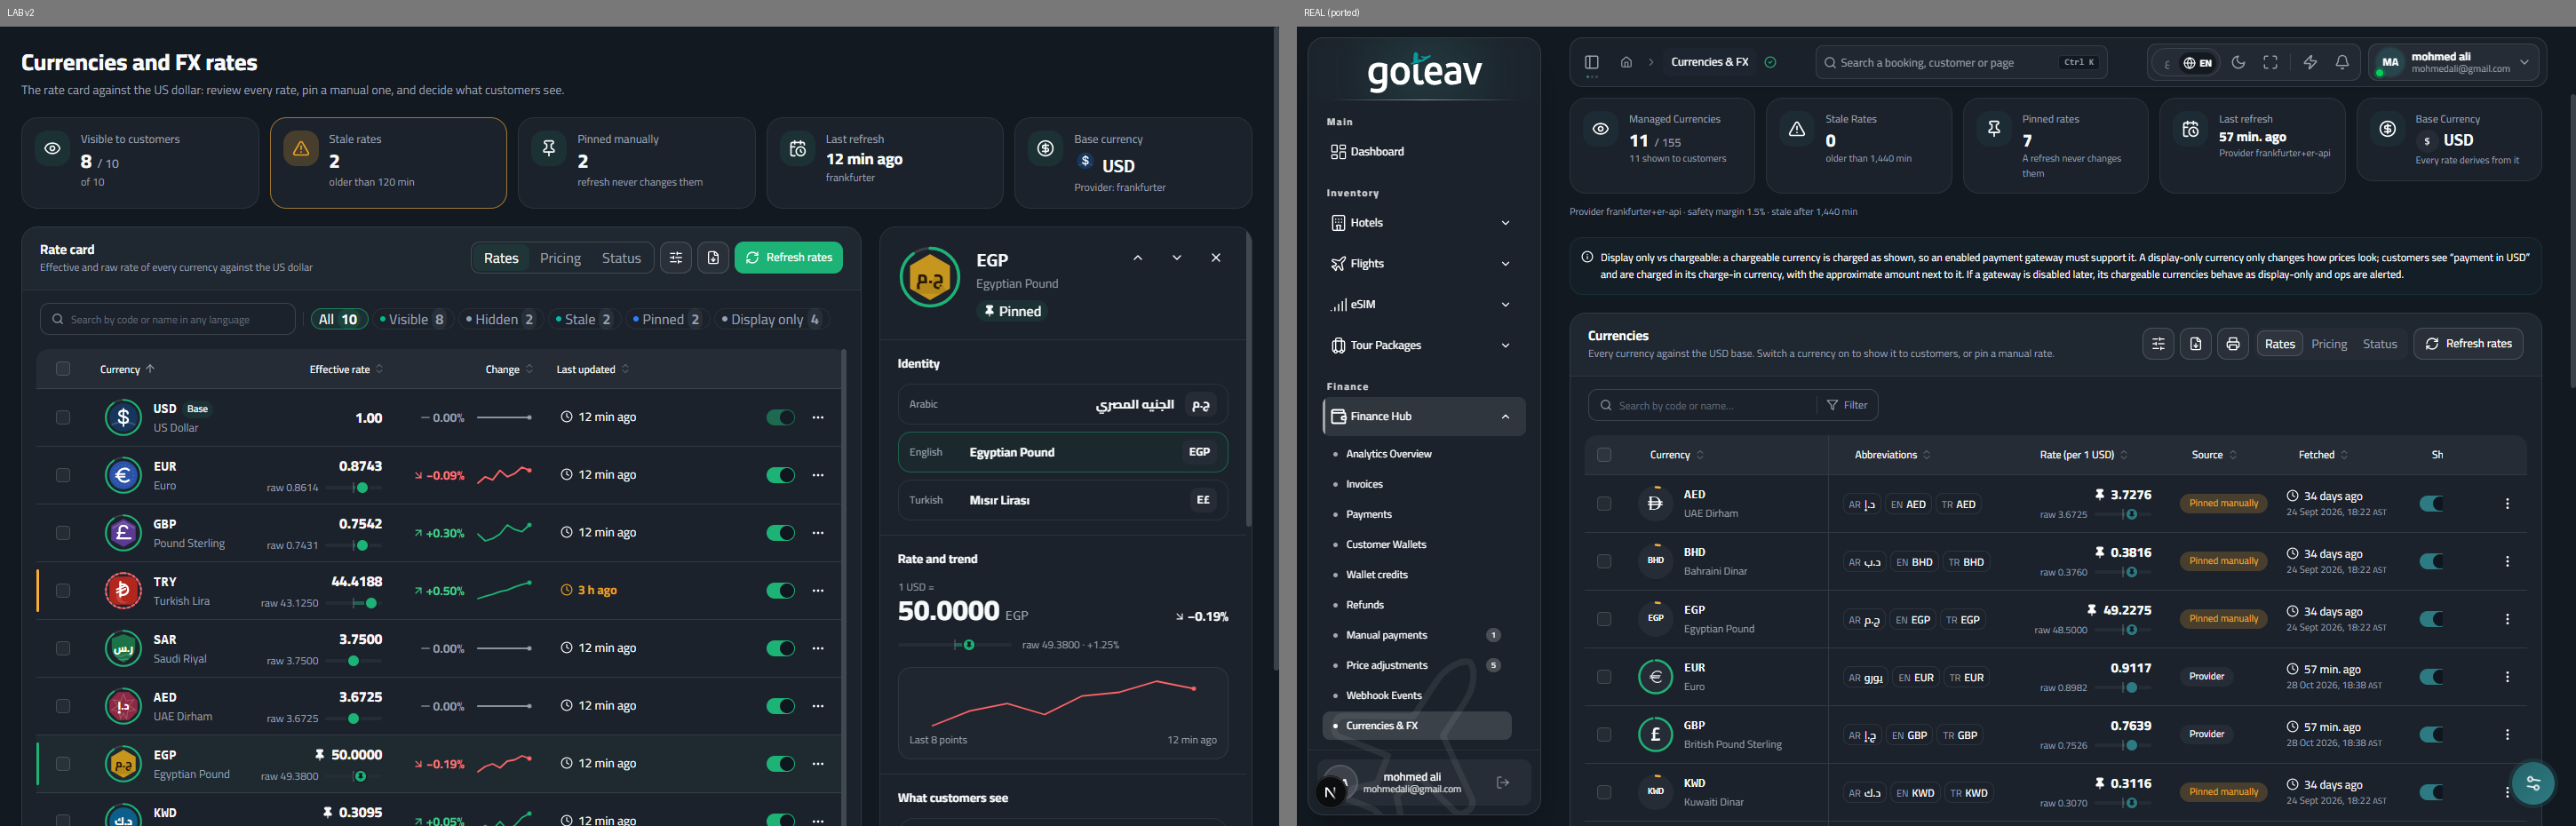 LAB v2
Currencies and FX rates
The rate card against the US dollar: review every rate, pin a manual one, and decide what customers see.
Visible to customers
8 / 10
of 10
Stale rates
2
older than 120 min
Pinned manually
2
refresh never changes them
Last refresh
12 min ago
frankfurter
Base currency
$ USD
Provider: frankfurter
Rate card
Effective and raw rate of every currency against the US dollar
Rates Pricing Status
Refresh rates
Search by code or name in any language
All 10 Visible 8 Hidden 2 Stale 2 Pinned 2 Display only 4
Currency Effective rate Change Last updated
$ USD Base 1.00 0.00% 12 min ago
US Dollar
€ EUR 0.8743 −0.09% 12 min ago
Euro raw 0.8614
£ GBP 0.7542 +0.30% 12 min ago
Pound Sterling raw 0.7431
₺ TRY 44.4188 +0.50% 3 h ago
Turkish Lira raw 43.1250
ر.س SAR 3.7500 0.00% 12 min ago
Saudi Riyal raw 3.7500
د.إ AED 3.6725 0.00% 12 min ago
UAE Dirham raw 3.6725
ج.م EGP 50.0000 −0.19% 12 min ago
Egyptian Pound raw 49.3800
د.ك KWD 0.3095 +0.05% 12 min ago
ج.م
EGP
Egyptian Pound
Pinned
Identity
Arabic الجنيه المصري ج.م
English Egyptian Pound EGP
Turkish Mısır Lirası E£
Rate and trend
1 USD =
50.0000 EGP −0.19%
raw 49.3800 · +1.25%
Last 8 points 12 min ago
What customers see
REAL (ported)
goteav
Main
Dashboard
Inventory
Hotels
Flights
eSIM
Tour Packages
Finance
Finance Hub
Analytics Overview
Invoices
Payments
Customer Wallets
Wallet credits
Refunds
Manual payments 1
Price adjustments 5
Webhook Events
Currencies & FX
N
mohmed ali
mohmedali@gmail.com
Currencies & FX
Search a booking, customer or page Ctrl K
ع EN
MA mohmed ali
mohmedali@gmail.com
Managed Currencies
11 / 155
11 shown to customers
Stale Rates
0
older than 1,440 min
Pinned rates
7
A refresh never changes
them
Last refresh
57 min. ago
Provider frankfurter+er-api
Base Currency
$ USD
Every rate derives from it
Provider frankfurter+er-api · safety margin 1.5% · stale after 1,440 min
Display only vs chargeable: a chargeable currency is charged as shown, so an enabled payment gateway must support it. A display-only currency only changes how prices look; customers see “payment in USD”
and are charged in its charge-in currency, with the approximate amount next to it. If a gateway is disabled later, its chargeable currencies behave as display-only and ops are alerted.
Currencies
Every currency against the USD base. Switch a currency on to show it to customers, or pin a manual rate.
Rates Pricing Status
Refresh rates
Search by code or name... Filter
Currency Abbreviations Rate (per 1 USD) Source Fetched Sh
AED AR د.إ EN AED TR AED 3.7276 Pinned manually 34 days ago
UAE Dirham raw 3.6725 24 Sept 2026, 18:22 AST
BHD BHD AR د.ب EN BHD TR BHD 0.3816 Pinned manually 34 days ago
Bahraini Dinar raw 0.3760 24 Sept 2026, 18:22 AST
EGP EGP AR ج.م EN EGP TR EGP 49.2275 Pinned manually 34 days ago
Egyptian Pound raw 48.5000 24 Sept 2026, 18:22 AST
€ EUR AR يورو EN EUR TR EUR 0.9117 Provider 57 min. ago
Euro raw 0.8982 28 Oct 2026, 18:38 AST
£ GBP AR ج.إ EN GBP TR GBP 0.7639 Provider 57 min. ago
British Pound Sterling raw 0.7526 28 Oct 2026, 18:38 AST
KWD KWD AR د.ك EN KWD TR KWD 0.3116 Pinned manually 34 days ago
Kuwaiti Dinar raw 0.3070 24 Sept 2026, 18:22 AST